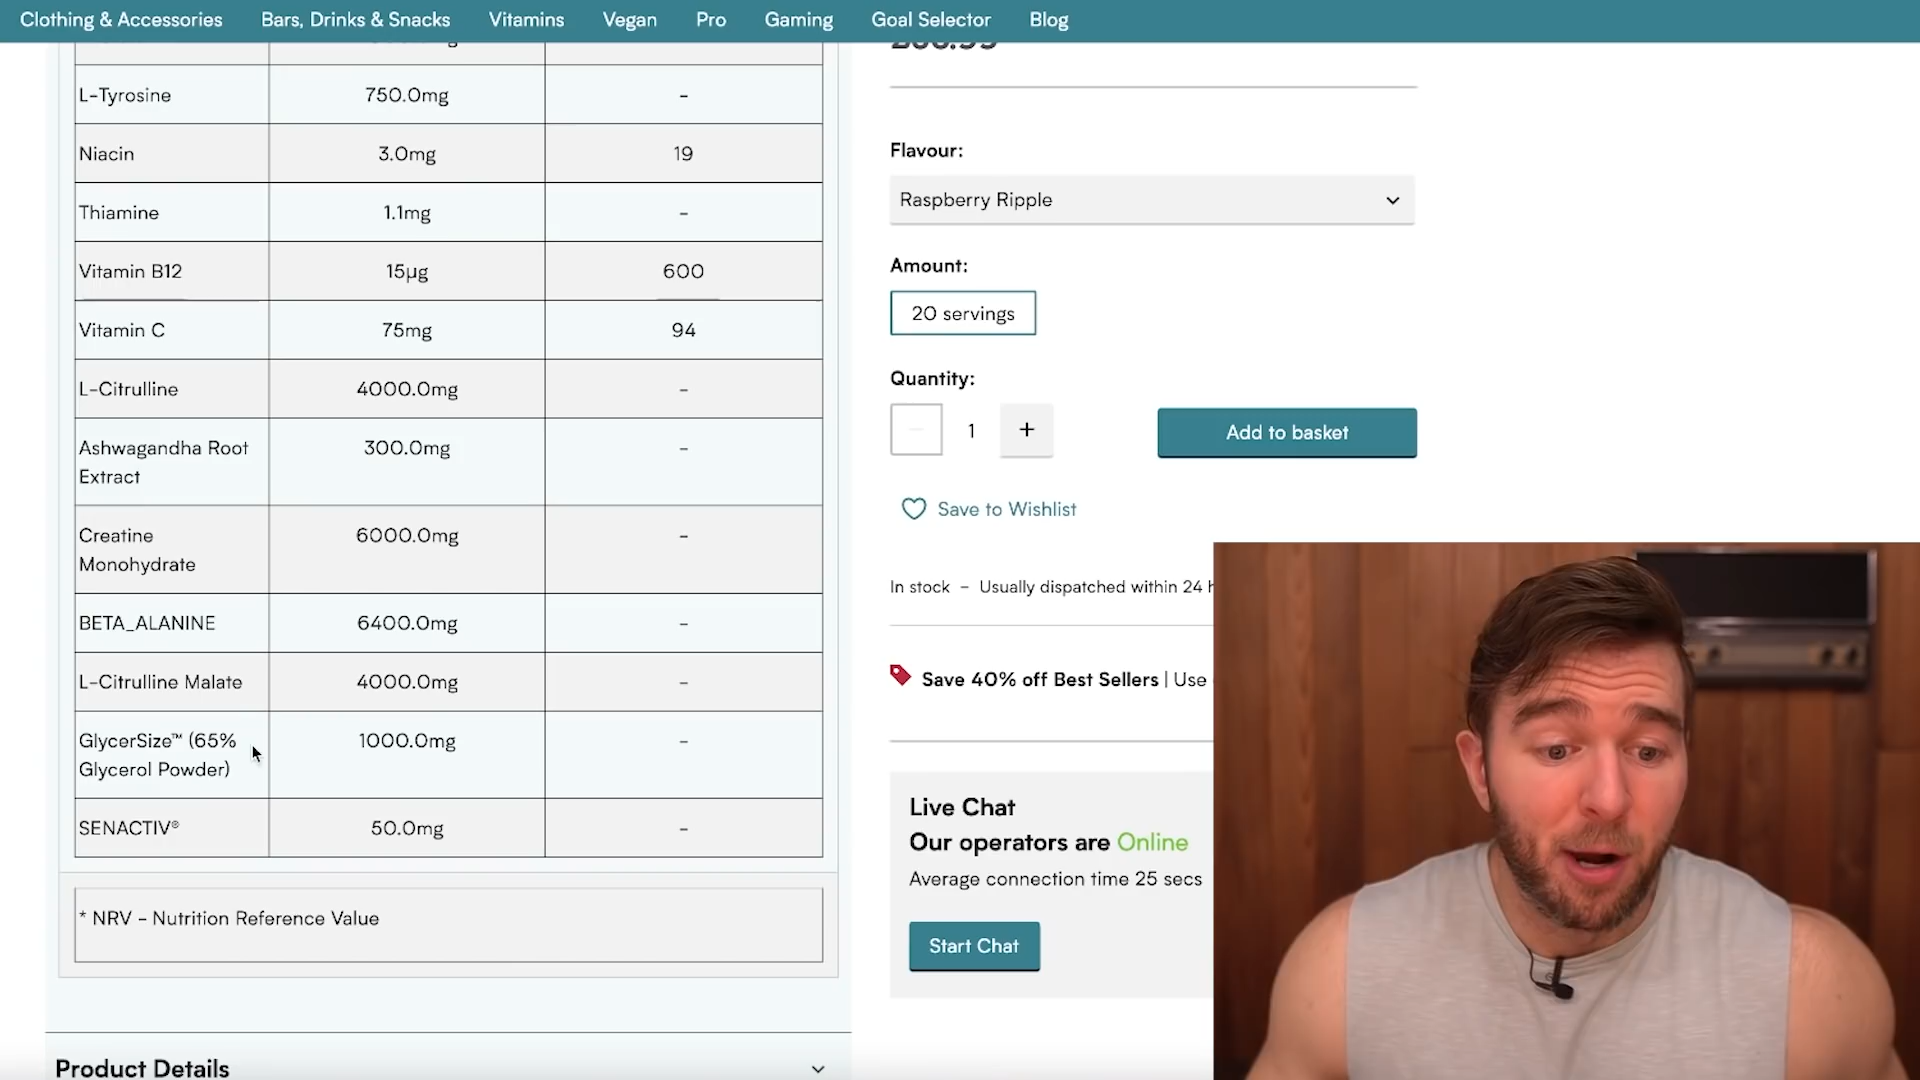 Clothing & Accessories Bars, Drinks & Snacks Vitamins Vegan Pro Gaming Goal Selector Blog
L-Tyrosine 750.0mg -
Niacin 3.0mg 19
Thiamine 1.1mg -
Vitamin B12 15µg 600
Vitamin C 75mg 94
L-Citrulline 4000.0mg -
Ashwagandha Root 300.0mg -
Extract
Creatine 6000.0mg -
Monohydrate
BETA_ALANINE 6400.0mg -
L-Citrulline Malate 4000.0mg -
GlycerSize™ (65% 1000.0mg -
Glycerol Powder)
SENACTIV® 50.0mg -
* NRV - Nutrition Reference Value
Product Details
Flavour:
Raspberry Ripple
Amount:
20 servings
Quantity:
1 +
Add to basket
Save to Wishlist
In stock - Usually dispatched within 24
Save 40% off Best Sellers | Use
Live Chat
Our operators are Online
Average connection time 25 secs
Start Chat